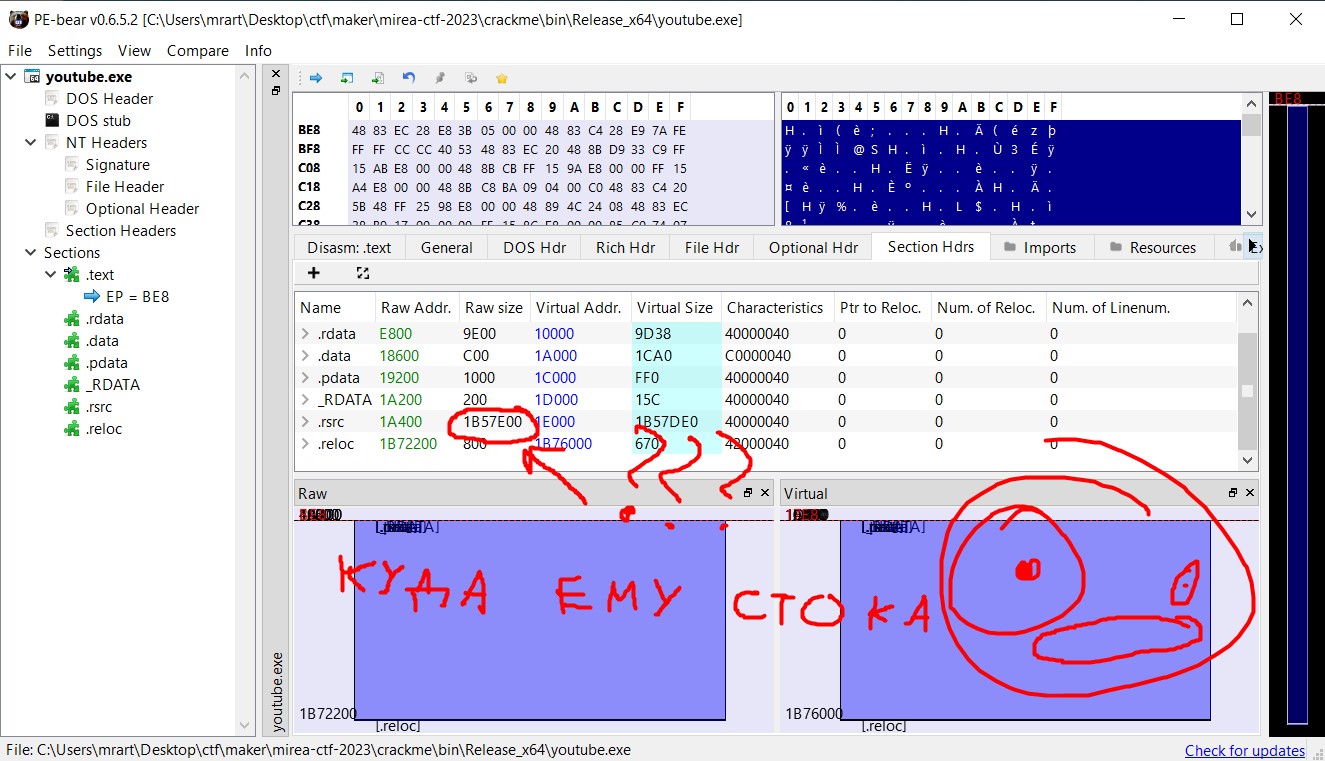 PE-bear v0.6.5.2 [C:\Users\mrart\Desktop\ctf\maker\mirea-ctf-2023\crackme\bin\Release_x64\youtube.exe]
File Settings View Compare Info
youtube.exe
DOS Header
DOS stub
NT Headers
Signature
File Header
Optional Header
Section Headers
Sections
.text
EP = BE8
.rdata
.data
.pdata
_RDATA
.rsrc
.reloc
youtube.exe
0 1 2 3 4 5 6 7 8 9 A B C D E F
BE8 48 83 EC 28 E8 3B 05 00 00 48 83 C4 28 E9 7A FE
BF8 FF FF CC CC 40 53 48 83 EC 20 48 8B D9 33 C9 FF
C08 15 AB E8 00 00 48 8B CB FF 15 9A E8 00 00 FF 15
C18 A4 E8 00 00 48 8B C8 BA 09 04 00 C0 48 83 C4 20
C28 5B 48 FF 25 98 E8 00 00 48 89 4C 24 08 48 83 EC
0 1 2 3 4 5 6 7 8 9 A B C D E F
H . ì ( è ; . . . H . Ä ( é z þ
ÿ ÿ Ì Ì @ S H . ì . H . Ù 3 É ÿ
. « è . . H . Ë ÿ . . è . . ÿ .
¤ è . . H . È º . . . À H . Ä .
[ H ÿ % . è . . H . L $ . H . ì
BE8
Disasm: .text General DOS Hdr Rich Hdr File Hdr Optional Hdr Section Hdrs Imports Resources
Name Raw Addr. Raw size Virtual Addr. Virtual Size Characteristics Ptr to Reloc. Num. of Reloc. Num. of Linenum.
.rdata E800 9E00 10000 9D38 40000040 0 0 0
.data 18600 C00 1A000 1CA0 C0000040 0 0 0
.pdata 19200 1000 1C000 FF0 40000040 0 0 0
_RDATA 1A200 200 1D000 15C 40000040 0 0 0
.rsrc 1A400 1B57E00 1E000 1B57DE0 40000040 0 0 0
.reloc 1B72200 800 1B76000 670 42000040 0 0 0
???
Raw
Virtual
КУДА ЕМУ СТОКА
1B72200
[.reloc]
1B76000
[.reloc]
File: C:\Users\mrart\Desktop\ctf\maker\mirea-ctf-2023\crackme\bin\Release_x64\youtube.exe
Check for updates